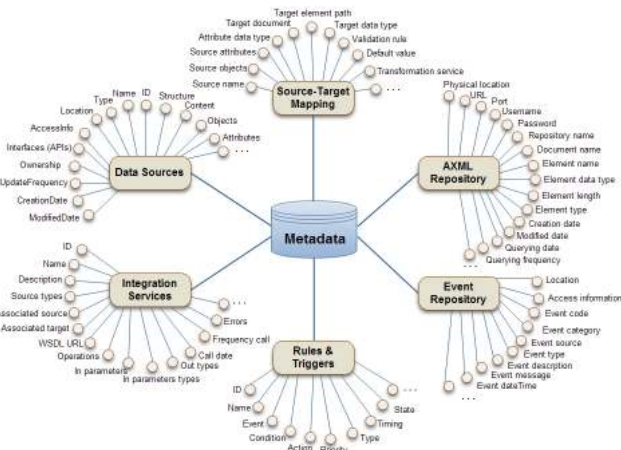 Target element path
Target document
Target data type
Attribute data type
Validation rule
Source attributes
Default value
Source objects
Transformation service
Source name
. . .
Source-Target
Mapping
Physical location
URL
Port
Username
Password
Repository name
Document name
Element name
Element data type
Element length
Element type
Creation date
Modified date
Querying date
Querying frequency
. . .
AXML
Repository
Structure
ID
Name
Type
Content
Location
Objects
AccessInfo
Attributes
Interfaces (APIs)
. . .
Ownership
UpdateFrequency
CreationDate
ModifiedDate
Data Sources
Metadata
ID
Name
Description
Source types
Associated source
Associated target
WSDL URL
Operations
In parameters
In parameters types
Out types
Call date
Frequency call
Errors
. . .
Integration
Services
Event
Repository
Location
Access information
Event code
Event category
Event source
Event type
Event descrption
Event message
Event dateTime
. . .
Rules &
Triggers
ID
Name
Event
Condition
Action
Priority
Type
Timing
State
. . .